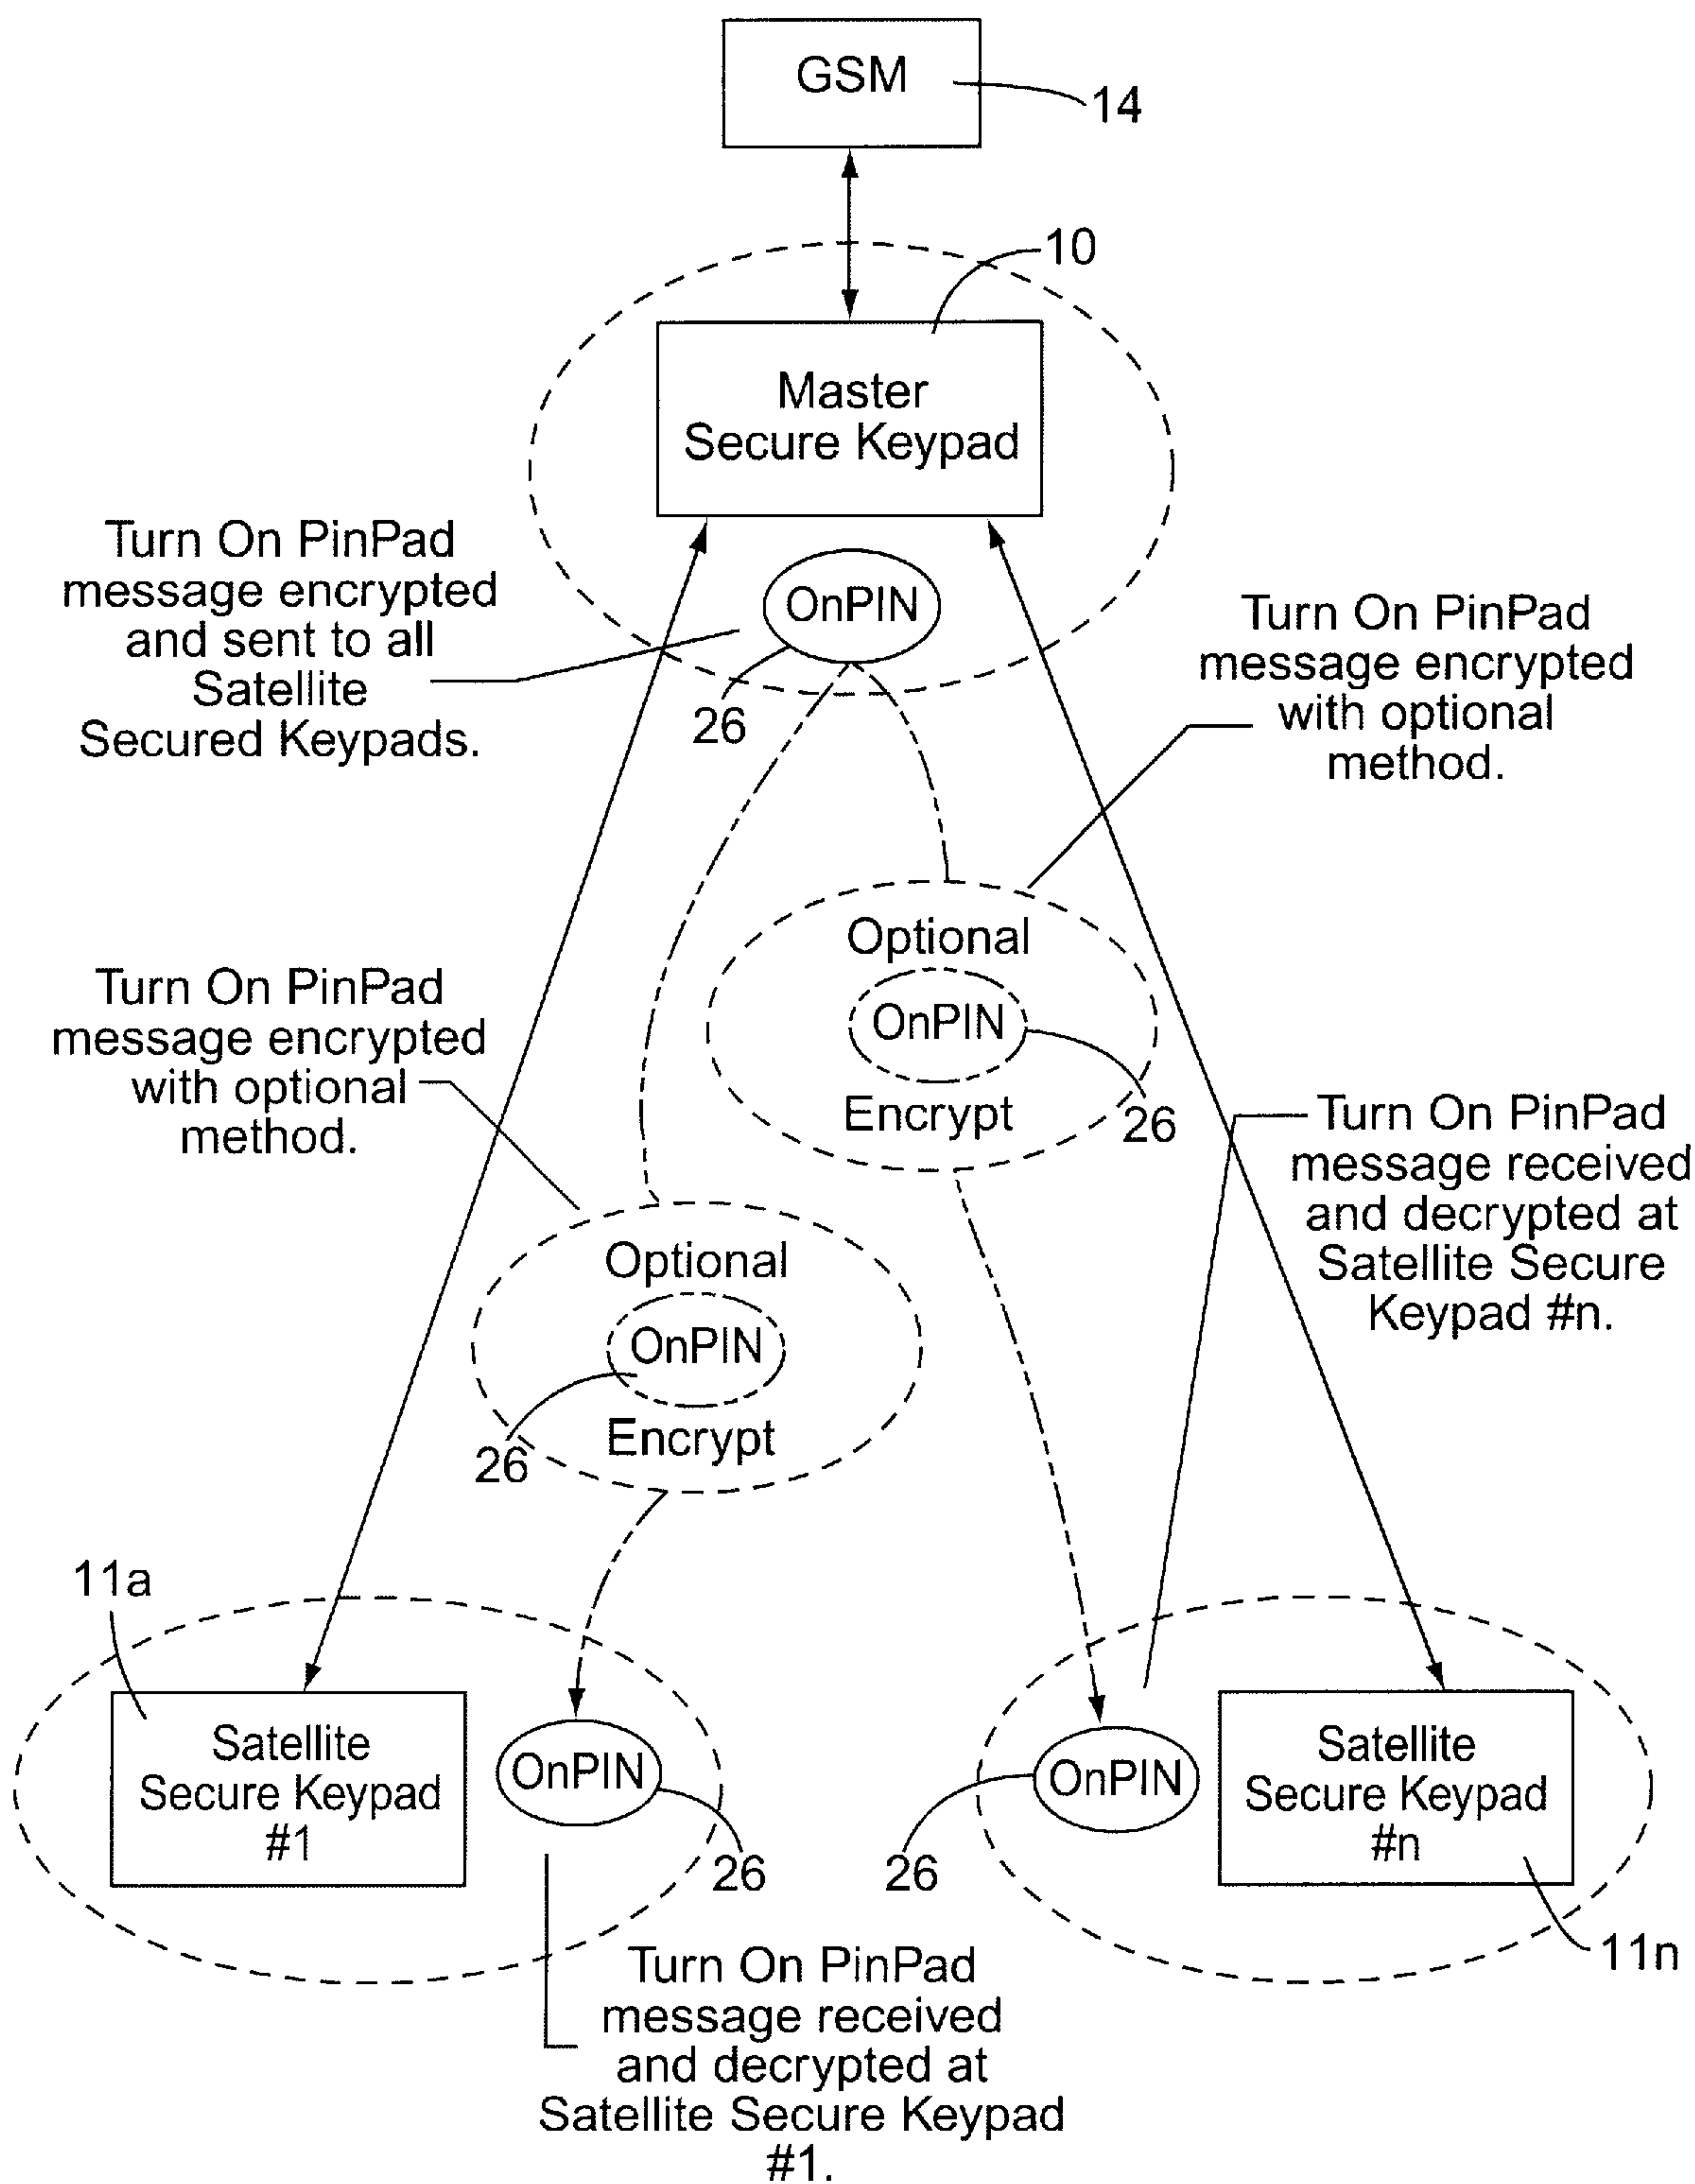 GSM
14
10
Master
Secure Keypad
Turn On PinPad
message encrypted
and sent to all
Satellite
Secured Keypads.
OnPIN
26
Turn On PinPad
message encrypted
with optional
method.
Optional
OnPIN
Encrypt
26
Turn On PinPad
message encrypted
with optional
method.
Turn On PinPad
message received
and decrypted at
Satellite Secure
Keypad #n.
Optional
OnPIN
Encrypt
26
11a
Satellite
Secure Keypad
#1
OnPIN
26
26
OnPIN
Satellite
Secure Keypad
#n
11n
Turn On PinPad
message received
and decrypted at
Satellite Secure Keypad
#1.